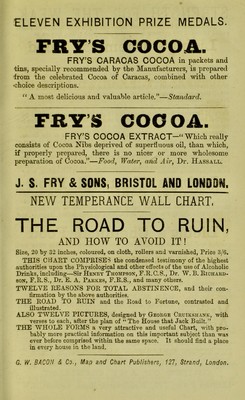 ELEVEN EXHIBITION PRIZE MEDALS.
FRY'S COCOA.
FRY'S CARACAS COCOA in packets and
tins, specially recommended by the Manufacturers, is prepared
from the celebrated Cocoa of Caracas, combined with other
choice descriptions.
"A most delicious and valuable article."—Standard.
FRY'S COCOA.
FRY'S COCOA EXTRACT—"Which really
consists of Cocoa Nibs deprived of superfluous oil, than which,
if properly prepared, there is no nicer or more wholesome
preparation of Cocoa."—Food, Water, and Air, Dr. HASSALL.
J. S. FRY & SONS, BRISTOL AND LONDON.
NEW TEMPERANCE WALL CHART.
THE ROAD TO RUIN,
AND HOW TO AVOID IT!
Size, 20 by 32 inches, coloured, on cloth, rollers and varnished, Price 3/6,
THIS CHART COMPRISES the condensed testimony of the highest
authorities upon the Physiological and other effects of the use of Alcoholic
Drinks, including—Sir HENRY THOMPSON, F.R.C.S., Dr. W. B. RICHARD-
SON, F.R.S., Dr. E. A. PARKES, F.R.S., and many others.
TWELVE REASONS FOR TOTAL ABSTINENCE, and their con-
firmation by the above authorities.
THE ROAD TO RUIN and the Road to Fortune, contrasted and
illustrated.
ALSO TWELVE PICTURES, designed by GEORGE CRUIKSHANK, with
verses to each, after the plan of "The House that Jack Built."
THE WHOLE FORMS a very attractive and useful Chart, with pro-
bably more practical information on this important subject than was
ever before comprised within the same space. It should find a place
in every house in the land.
G. W. BACON & Co., Map and Chart Publishers, 127, Strand, London.